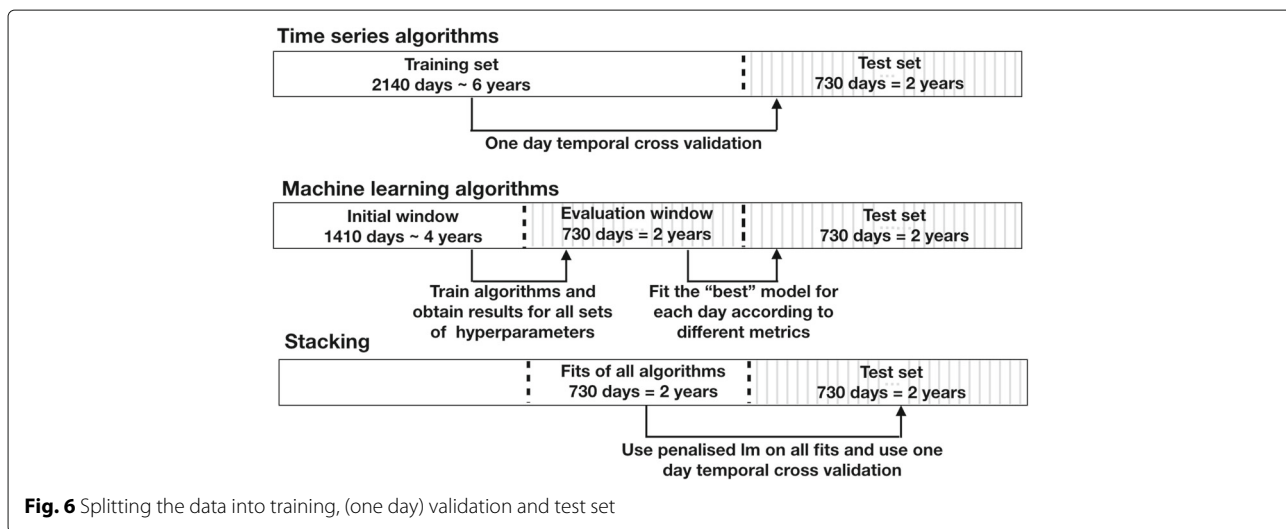 Time series algorithms
Training set
2140 days ~ 6 years
Test set
730 days = 2 years
One day temporal cross validation
Machine learning algorithms
Initial window
1410 days ~ 4 years
Evaluation window
730 days = 2 years
Test set
730 days = 2 years
Train algorithms and
obtain results for all sets
of hyperparameters
Fit the “best” model for
each day according to
different metrics
Stacking
Fits of all algorithms
730 days = 2 years
Test set
730 days = 2 years
Use penalised lm on all fits and use one
day temporal cross validation
Fig. 6 Splitting the data into training, (one day) validation and test set